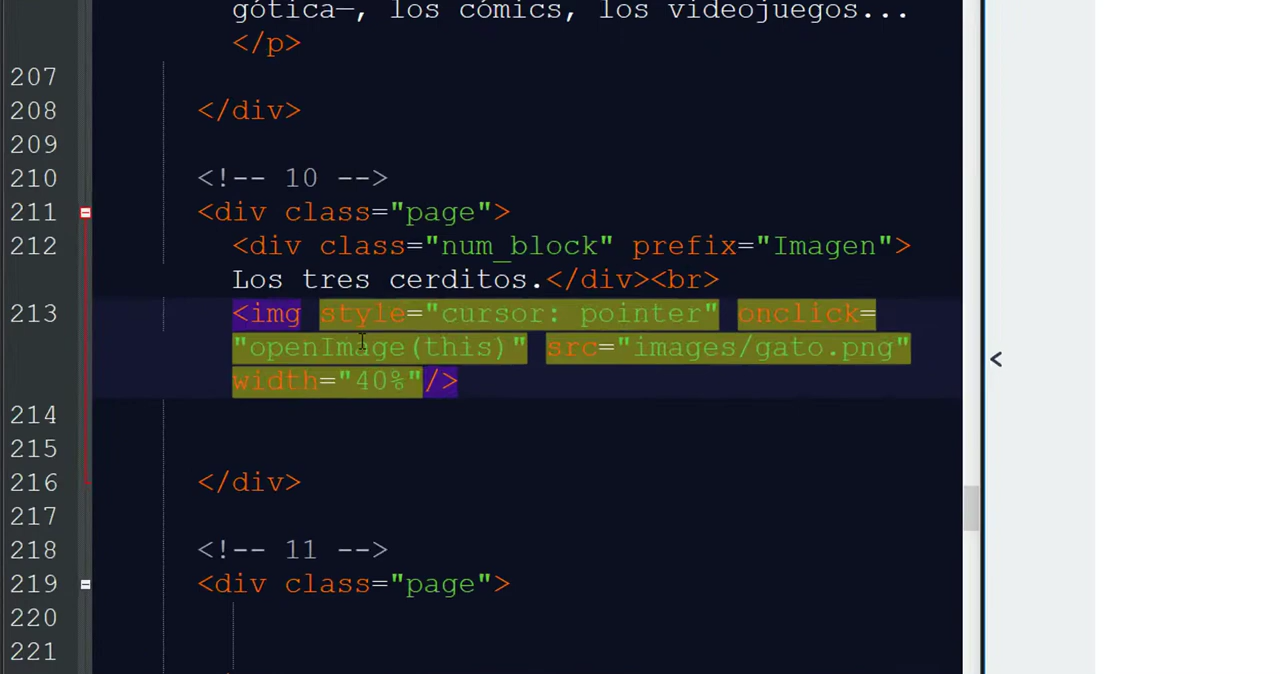 gótica—, los cómics, los videojuegos...
</p>
207
208 </div>
209
210 <!-- 10 -->
211 <div class="page">
212 <div class="num_block" prefix="Imagen">
Los tres cerditos.</div><br>
213 <img style="cursor: pointer" onclick=
"openImage(this)" src="images/gato.png"
width="40%"/>
214
215
216 </div>
217
218 <!-- 11 -->
219 <div class="page">
220
221